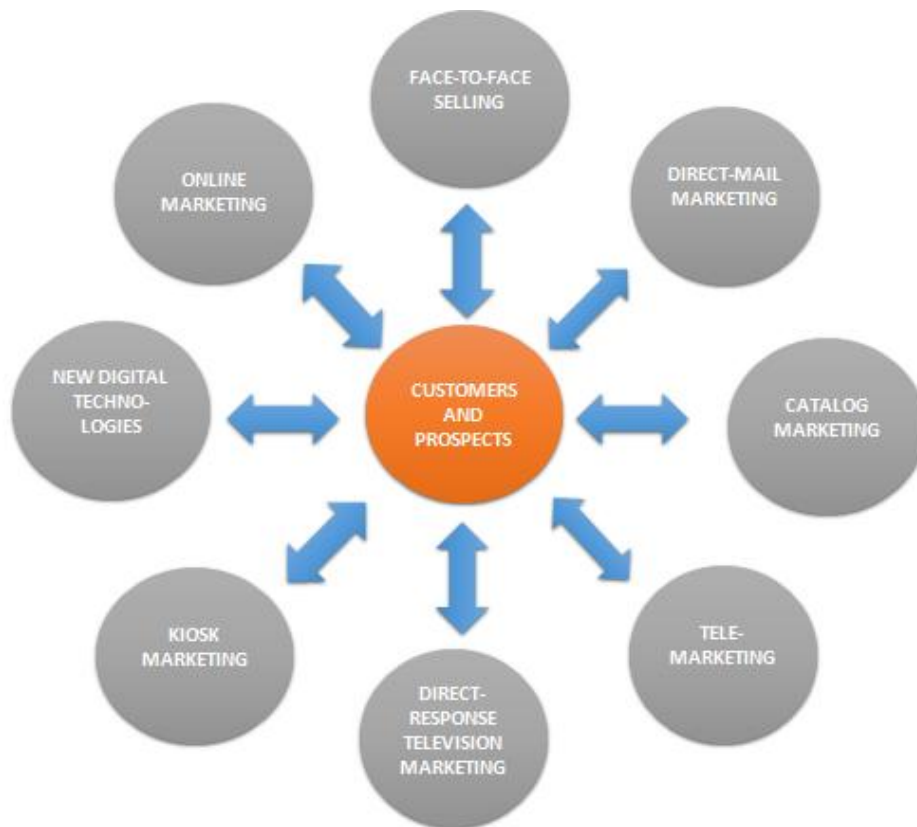 FACE-TO-FACE
SELLING
DIRECT-MAIL
MARKETING
CATALOG
MARKETING
TELE-
MARKETING
DIRECT-
RESPONSE
TELEVISION
MARKETING
KIOSK
MARKETING
NEW DIGITAL
TECHNO-
LOGIES
ONLINE
MARKETING
CUSTOMERS
AND
PROSPECTS